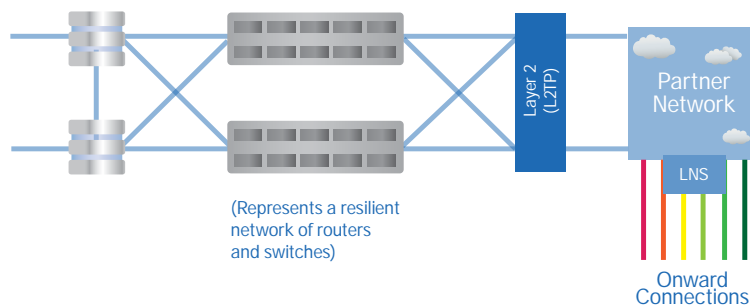 Layer 2
(L2TP)
Partner
Network
LNS
(Represents a resilient
network of routers
and switches)
Onward
Connections